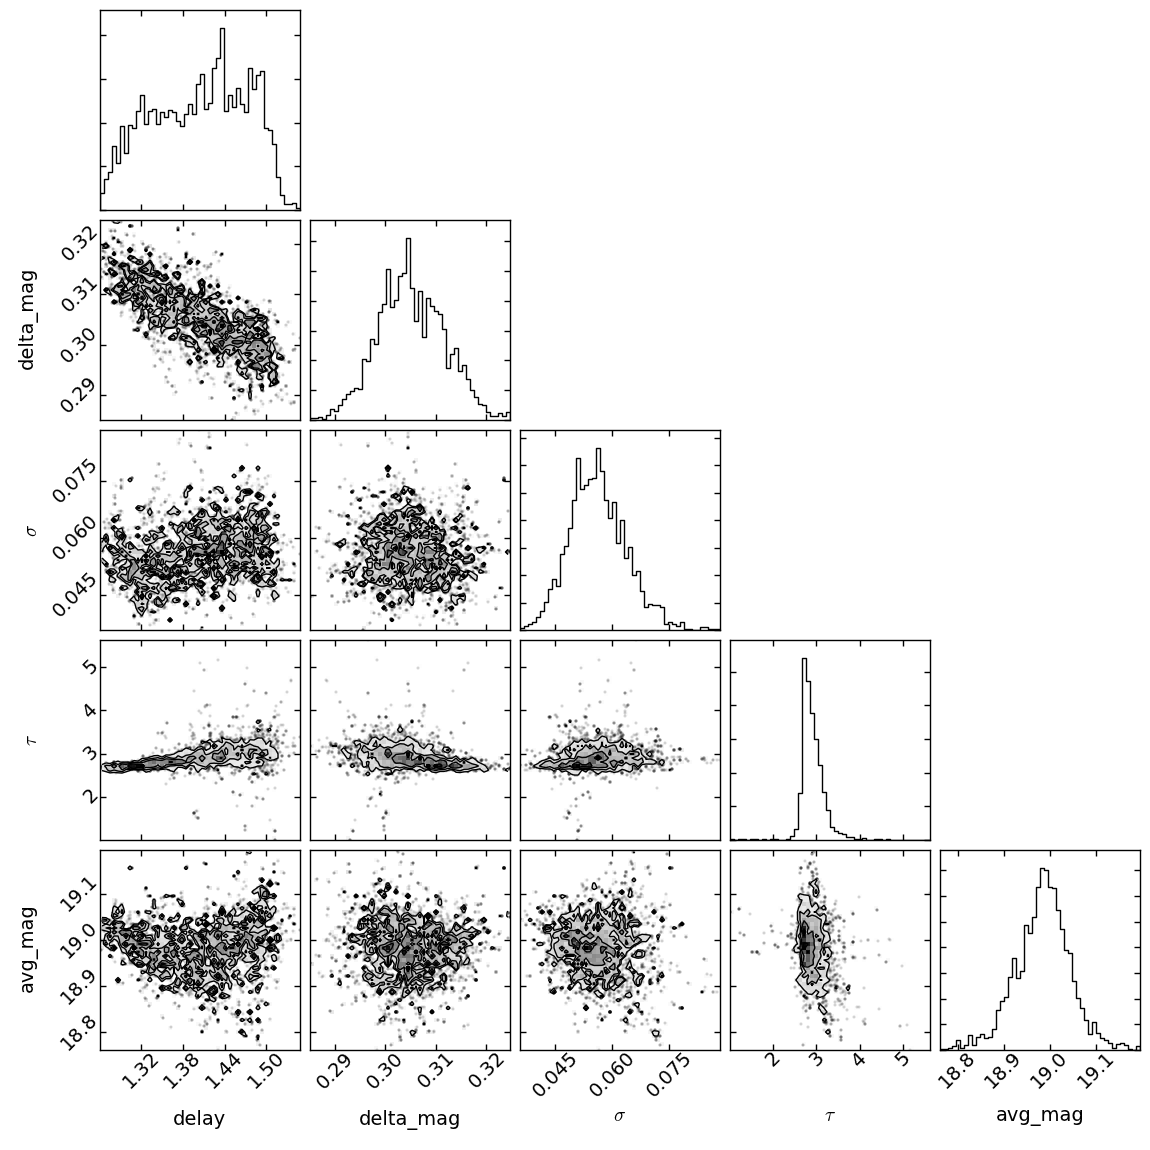 0.32
0.31
0.30
0.29
delta_mag
0.075
0.060
0.045
σ
5
4
3
2
τ
19.1
19.0
18.9
18.8
avg_mag
1.32 1.38 1.44 1.50
0.29 0.30 0.31 0.32
0.045 0.060 0.075
2 3 4 5
18.8 18.9 19.0 19.1
delay delta_mag σ τ avg_mag